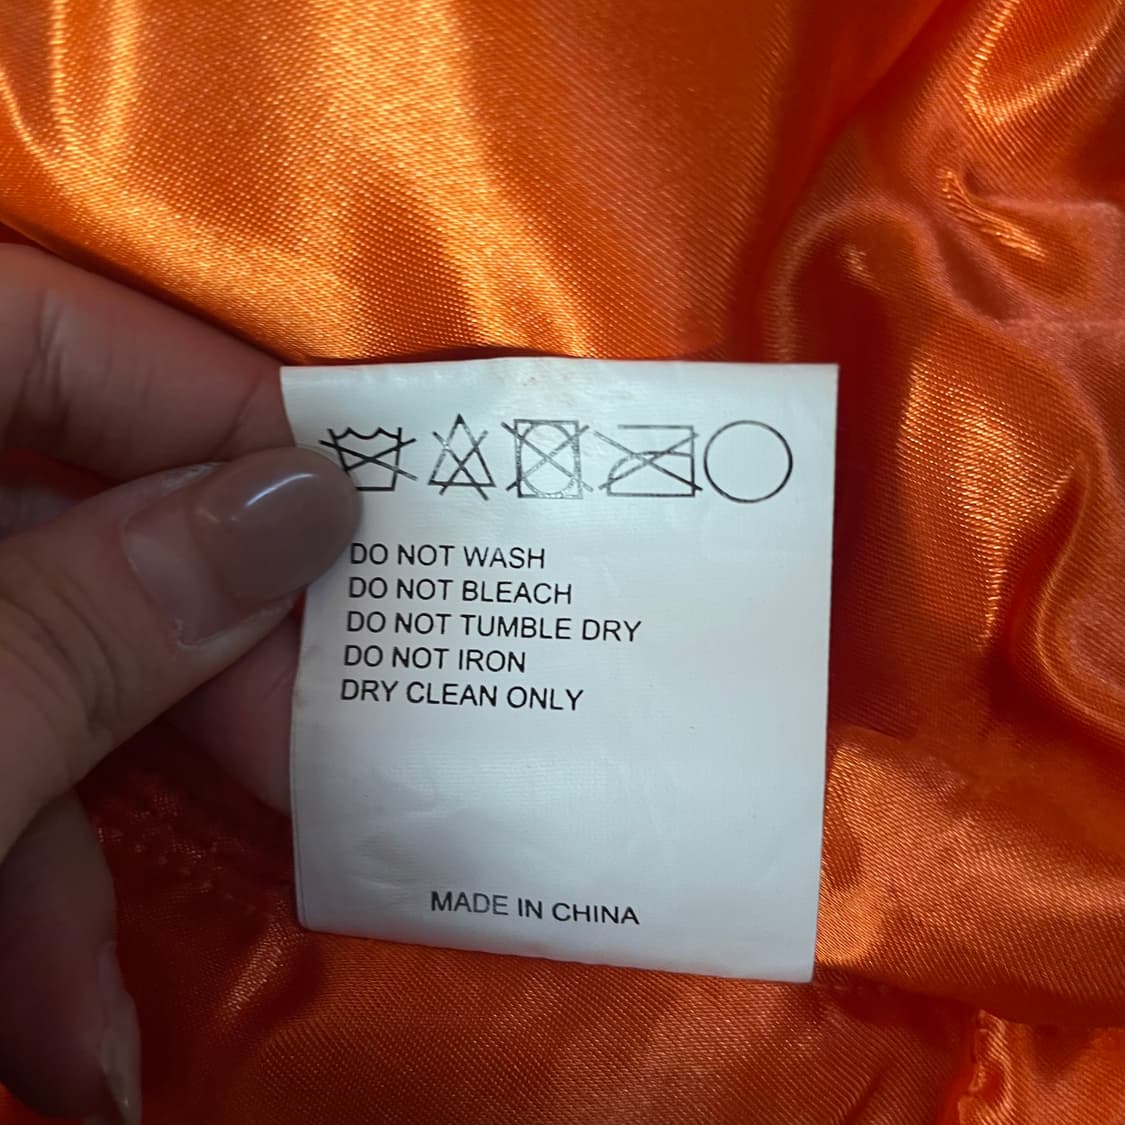 DO NOT WASH
DO NOT BLEACH
DO NOT TUMBLE DRY
DO NOT IRON
DRY CLEAN ONLY
MADE IN CHINA